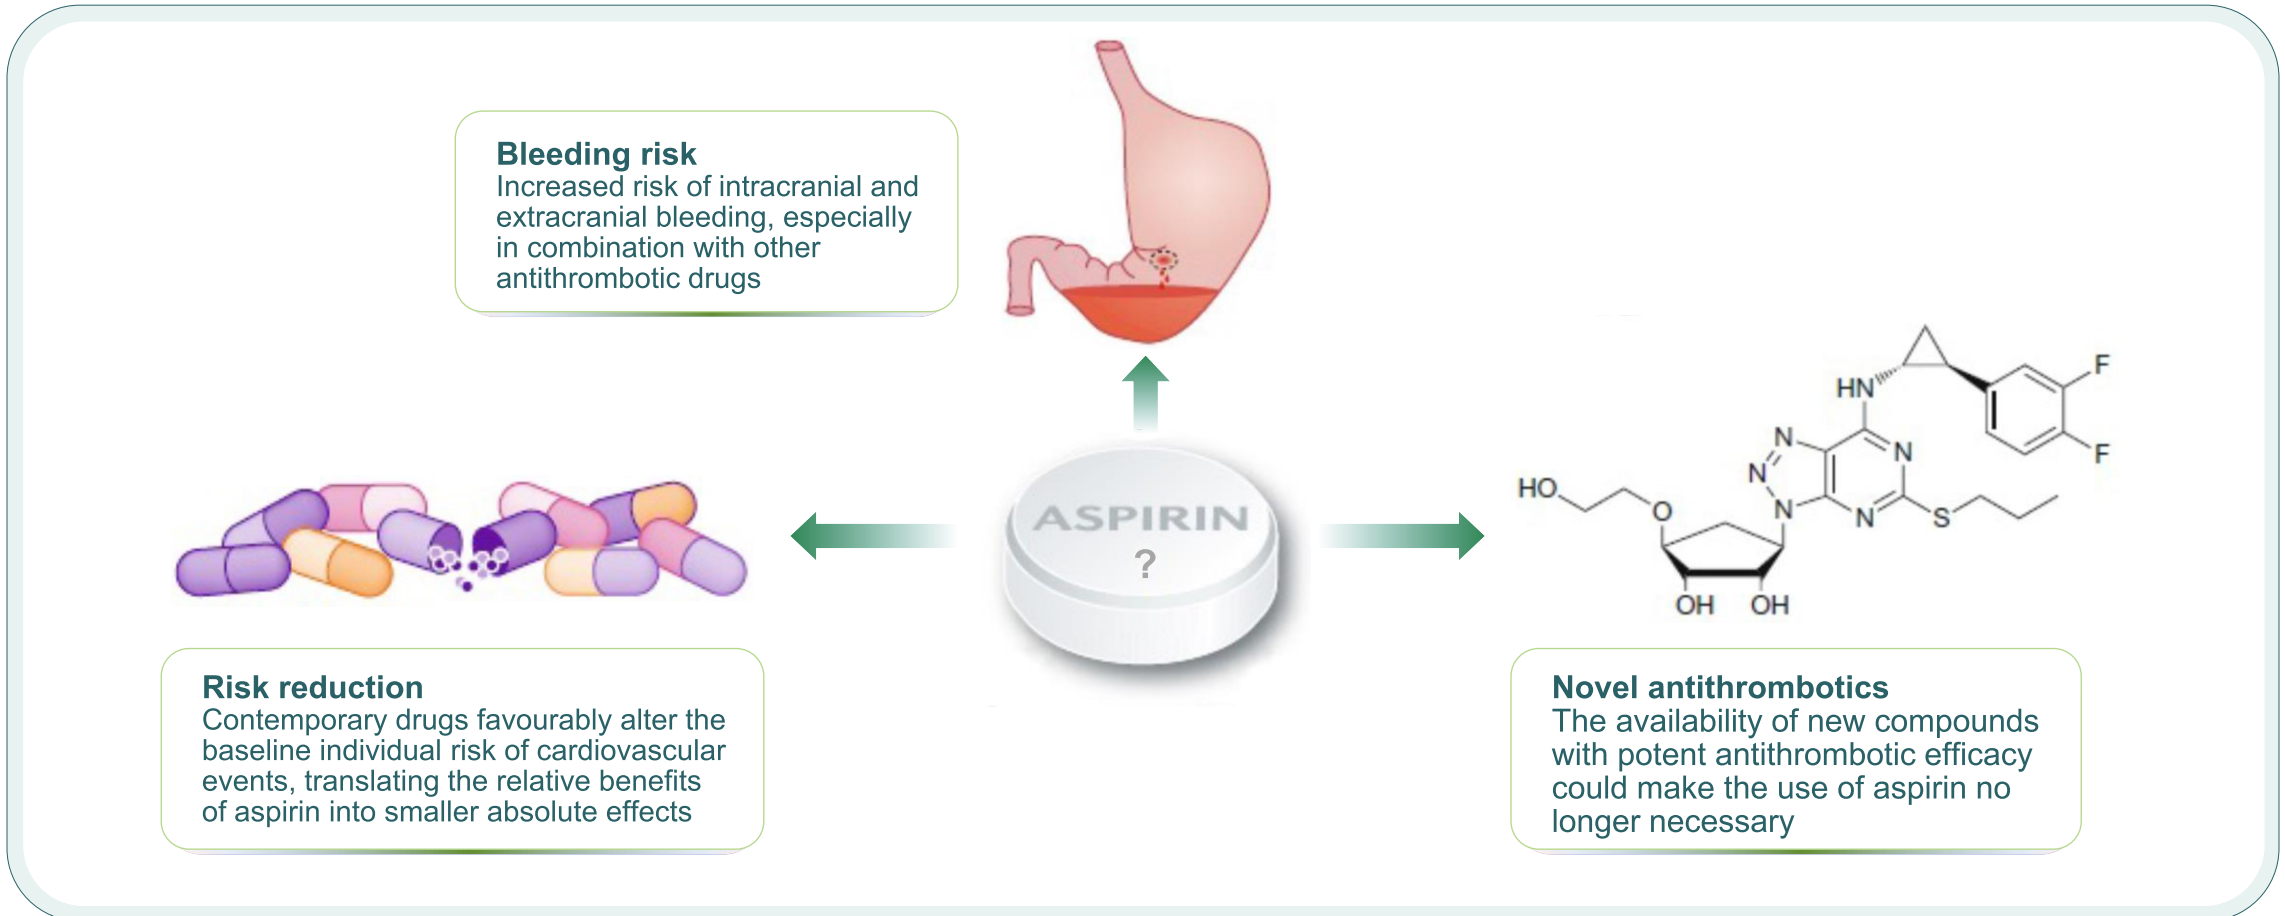 Bleeding risk
Increased risk of intracranial and
extracranial bleeding, especially
in combination with other
antithrombotic drugs
ASPIRIN
?
Risk reduction
Contemporary drugs favourably alter the
baseline individual risk of cardiovascular
events, translating the relative benefits
of aspirin into smaller absolute effects
HN
F
F
N
N
N
N
N
S
HO
O
OH
OH
Novel antithrombotics
The availability of new compounds
with potent antithrombotic efficacy
could make the use of aspirin no
longer necessary